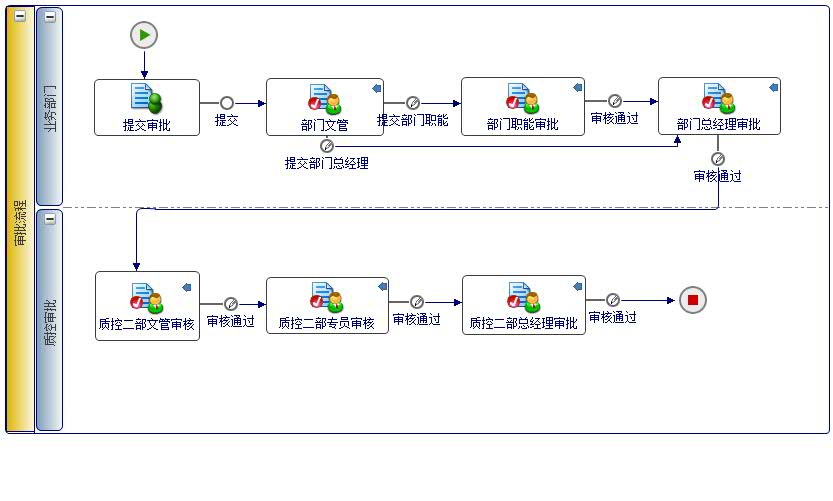 审批流程
业务部门
提交审批
提交
部门文管
提交部门职能
部门职能审批
审核通过
部门总经理审批
提交部门总经理
审核通过
质控审批
质控二部文管审核
审核通过
质控二部专员审核
审核通过
质控二部总经理审批
审核通过